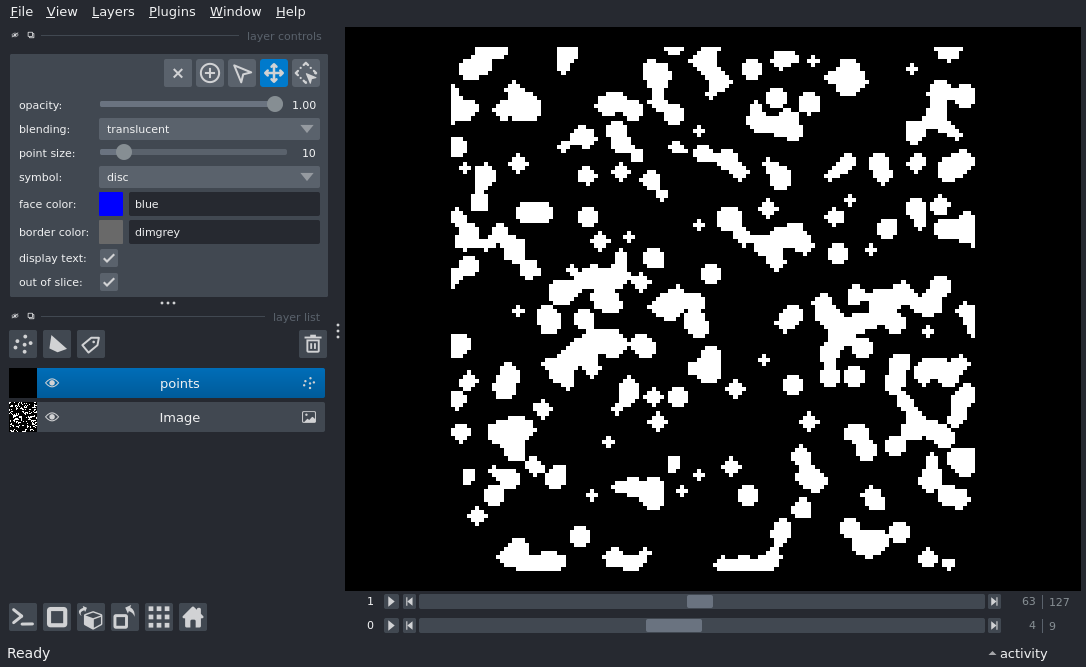 File View Layers Plugins Window Help
layer controls
opacity: 1.00
blending: translucent
point size: 10
symbol: disc
face color: blue
border color: dimgrey
display text:
out of slice:
layer list
points
Image
1 63 127
0 4 9
Ready activity